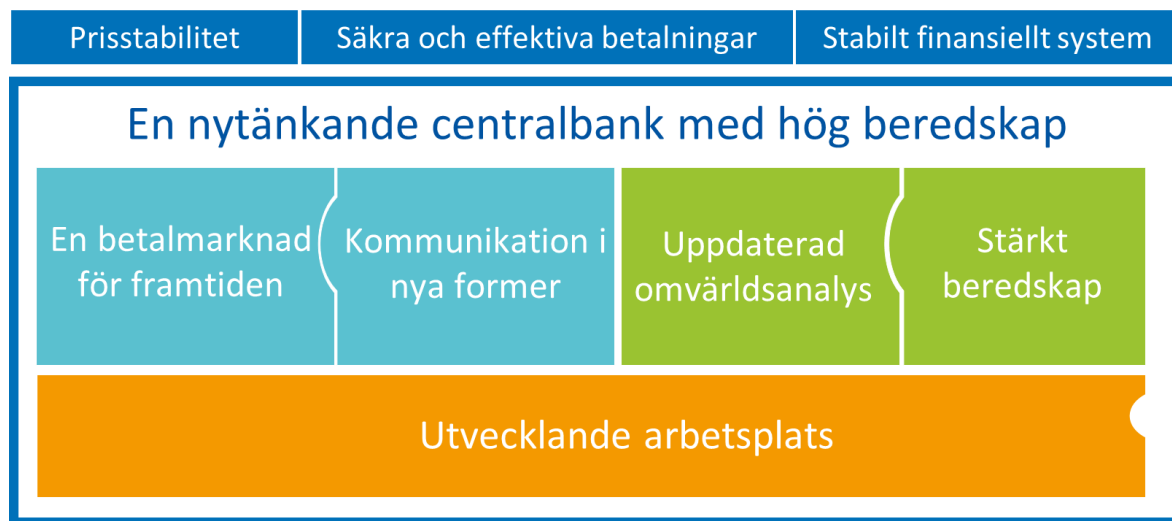 Prisstabilitet
Säkra och effektiva betalningar
Stabilt finansiellt system
En nytänkande centralbank med hög beredskap
En betalmarknad
för framtiden
Kommunikation i
nya former
Uppdaterad
omvärldsanalys
Stärkt
beredskap
Utvecklande arbetsplats